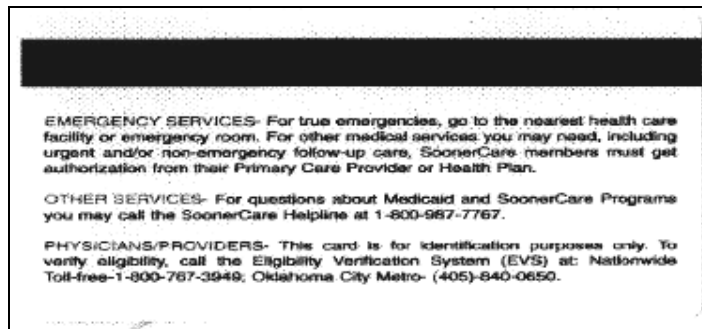 EMERGENCY SERVICES- For true emergencies, go to the nearest health care
facility or emergency room. For other medical services you may need, including
urgent and/or non-emergency follow-up care, SoonerCare members must get
authorization from their Primary Care Provider or Health Plan.
OTHER SERVICES- For questions about Medicaid and SoonerCare Programs
you may call the SoonerCare Helpline at 1-800-987-7767.
PHYSICIANS/PROVIDERS- This card is for identification purposes only. To
verify eligibility, call the Eligibility Verification System (EVS) at: Nationwide
Toll-free-1-800-767-3949; Oklahoma City Metro- (405)-840-0650.